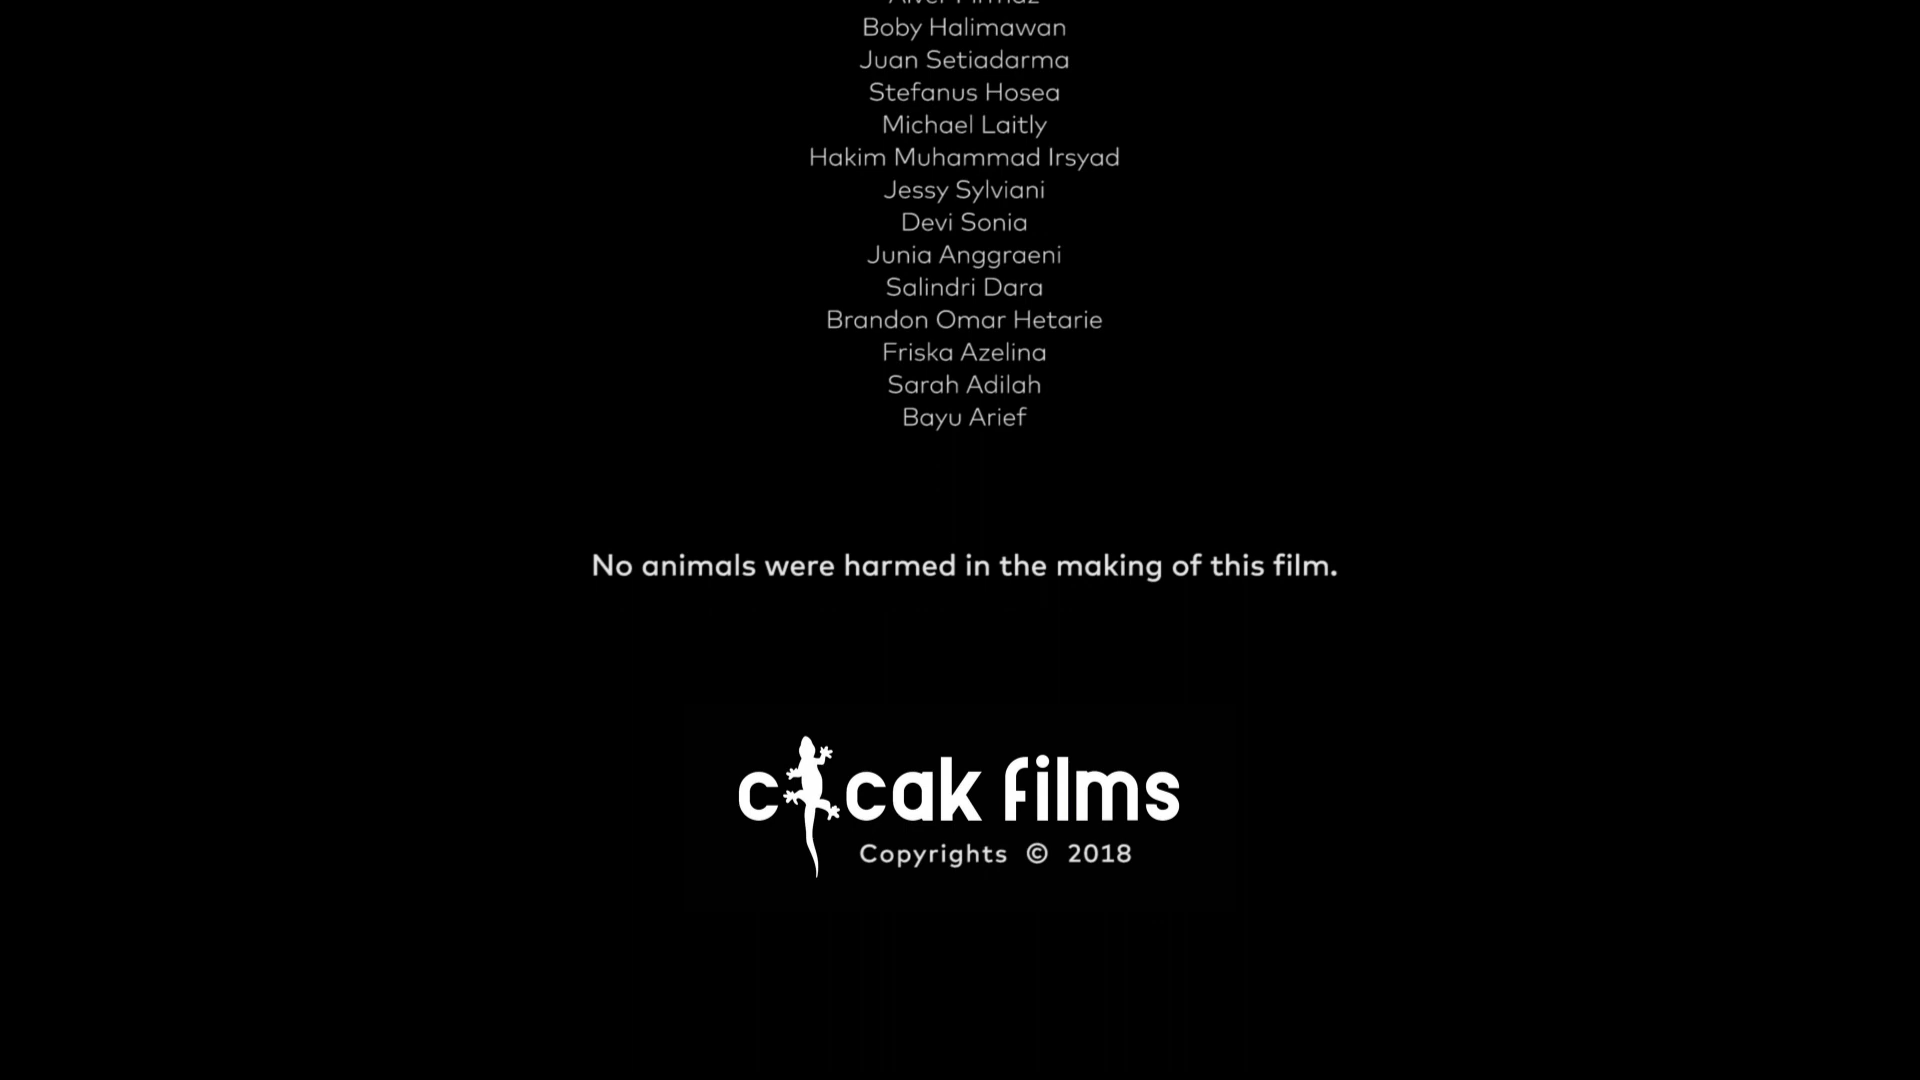 Boby Halimawan
Juan Setiadarma
Stefanus Hosea
Michael Laitly
Hakim Muhammad Irsyad
Jessy Sylviani
Devi Sonia
Junia Anggraeni
Salindri Dara
Brandon Omar Hetarie
Friska Azelina
Sarah Adilah
Bayu Arief
No animals were harmed in the making of this film.
cicak films
Copyrights © 2018